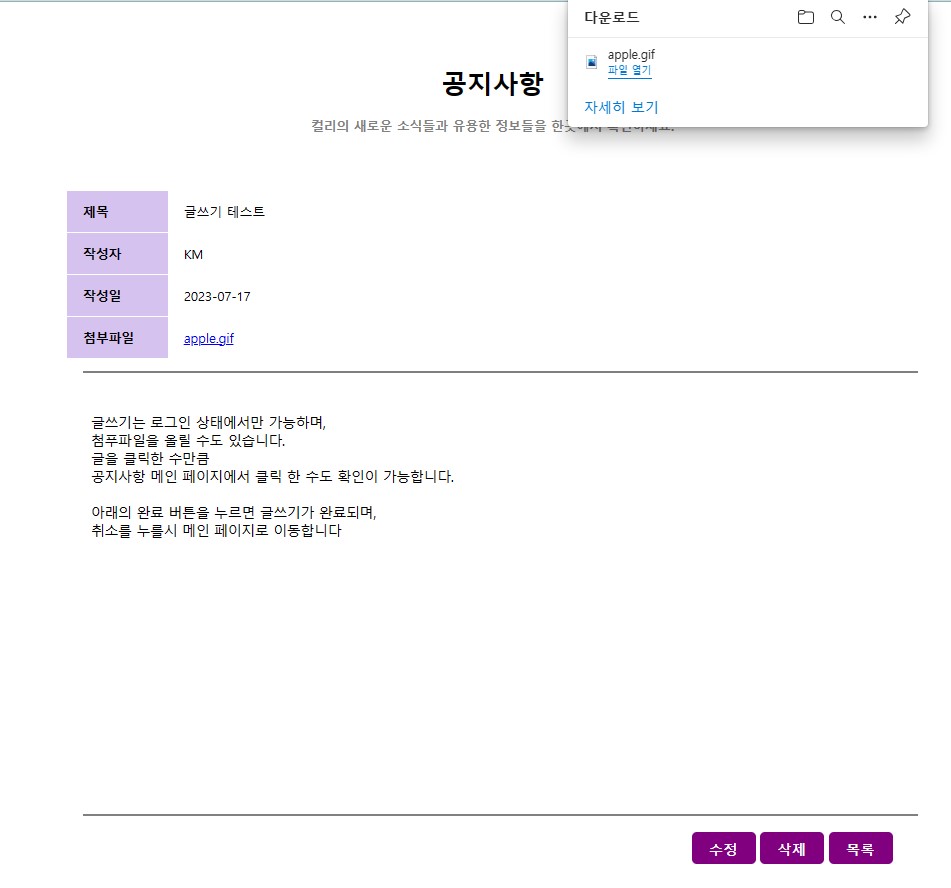 다운로드
apple.gif
파일 열기
자세히 보기
공지사항
컬리의 새로운 소식들과 유용한 정보들을 한곳에서 확인하세요.
제목 글쓰기 테스트
작성자 KM
작성일 2023-07-17
첨부파일 apple.gif
글쓰기는 로그인 상태에서만 가능하며,
첨푸파일을 올릴 수도 있습니다.
글을 클릭한 수만큼
공지사항 메인 페이지에서 클릭 한 수도 확인이 가능합니다.
아래의 완료 버튼을 누르면 글쓰기가 완료되며,
취소를 누를시 메인 페이지로 이동합니다
수정 삭제 목록